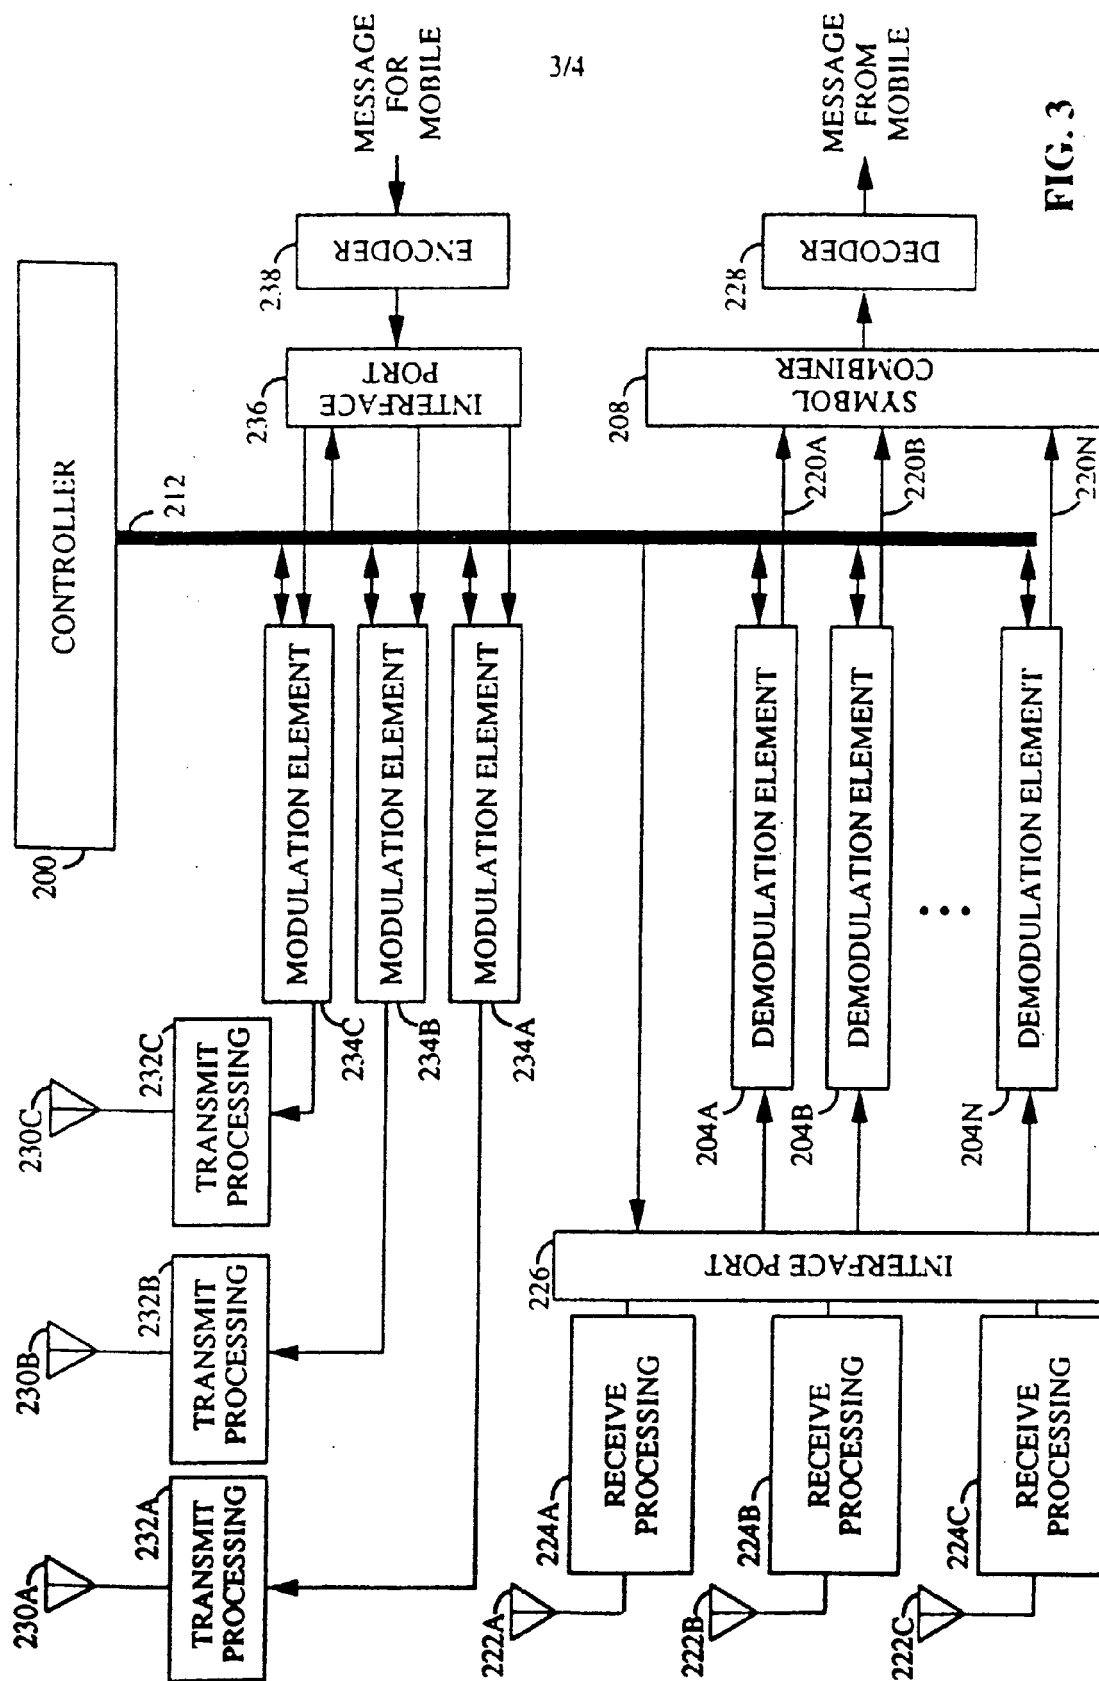 3/4
CONTROLLER
200
212
MESSAGE
FOR
MOBILE
ENCODER
238
INTERFACE
PORT
236
MODULATION ELEMENT
234C
MODULATION ELEMENT
234B
MODULATION ELEMENT
234A
TRANSMIT
PROCESSING
232C
230C
TRANSMIT
PROCESSING
232B
230B
TRANSMIT
PROCESSING
232A
230A
MESSAGE
FROM
MOBILE
DECODER
228
SYMBOL
COMBINER
208
220A
220B
220N
DEMODULATION ELEMENT
204A
DEMODULATION ELEMENT
204B
DEMODULATION ELEMENT
204N
INTERFACE PORT
226
RECEIVE
PROCESSING
224A
222A
RECEIVE
PROCESSING
224B
222B
RECEIVE
PROCESSING
224C
222C
FIG. 3